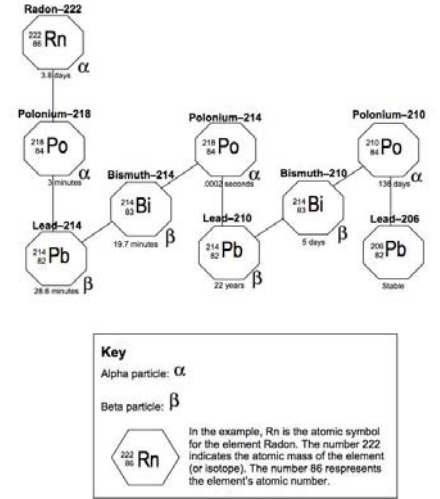 Radon–222
222
86 Rn
3.8 days α
Polonium–218
218
84 Po
3 minutes α
Lead–214
214
82 Pb
28.6 minutes β
Bismuth–214
214
83 Bi
19.7 minutes β
Polonium–214
218
84 Po
.0002 seconds α
Lead–210
214
82 Pb
22 years β
Bismuth–210
214
83 Bi
5 days β
Polonium–210
210
84 Po
138 days α
Lead–206
206
82 Pb
Stable
Key
Alpha particle: α
Beta particle: β
222
86 Rn
In the example, Rn is the atomic symbol
for the element Radon. The number 222
indicates the atomic mass of the element
(or isotope). The number 86 respresents
the element's atomic number.